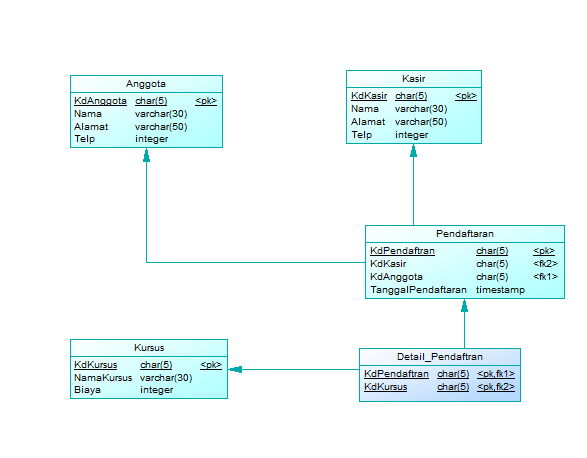 Anggota
KdAnggota char(5) <pk>
Nama varchar(30)
Alamat varchar(50)
Telp integer
Kasir
KdKasir char(5) <pk>
Nama varchar(30)
Alamat varchar(50)
Telp integer
Pendaftaran
KdPendaftran char(5) <pk>
KdKasir char(5) <fk2>
KdAnggota char(5) <fk1>
TanggalPendaftaran timestamp
Kursus
KdKursus char(5) <pk>
NamaKursus varchar(30)
Biaya integer
Detail_Pendaftran
KdPendaftran char(5) <pk,fk1>
KdKursus char(5) <pk,fk2>